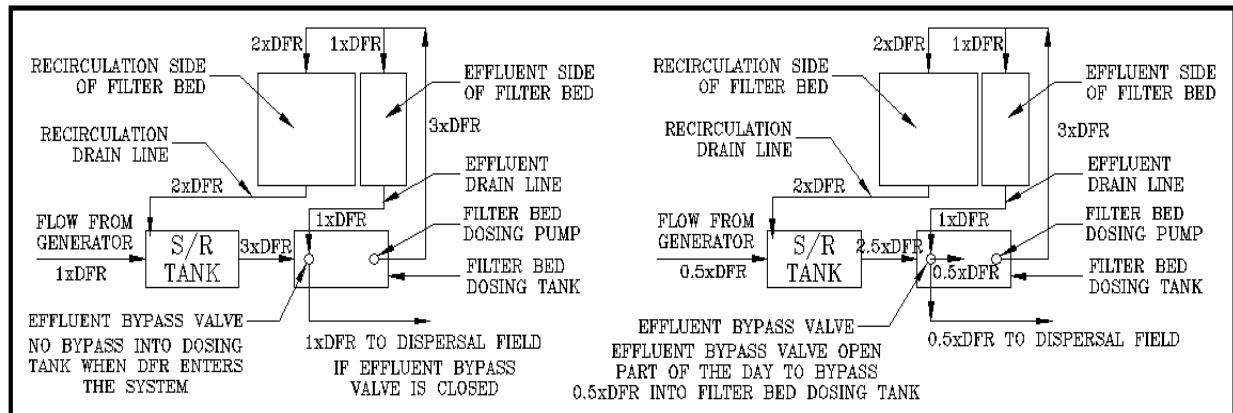 2xDFR
1xDFR
RECIRCULATION SIDE
OF FILTER BED
EFFLUENT SIDE
OF FILTER BED
3xDFR
RECIRCULATION
DRAIN LINE
EFFLUENT
DRAIN LINE
2xDFR
1xDFR
FLOW FROM
GENERATOR
1xDFR
S/R
TANK
3xDFR
FILTER BED
DOSING PUMP
FILTER BED
DOSING TANK
EFFLUENT BYPASS VALVE
NO BYPASS INTO DOSING
TANK WHEN DFR ENTERS
THE SYSTEM
1xDFR TO DISPERSAL FIELD
IF EFFLUENT BYPASS
VALVE IS CLOSED
2xDFR
1xDFR
RECIRCULATION SIDE
OF FILTER BED
EFFLUENT SIDE
OF FILTER BED
3xDFR
RECIRCULATION
DRAIN LINE
EFFLUENT
DRAIN LINE
2xDFR
1xDFR
FLOW FROM
GENERATOR
0.5xDFR
S/R
TANK
2.5xDFR
0.5xDFR
FILTER BED
DOSING PUMP
FILTER BED
DOSING TANK
EFFLUENT BYPASS VALVE
EFFLUENT BYPASS VALVE OPEN
PART OF THE DAY TO BYPASS
0.5xDFR INTO FILTER BED DOSING TANK
0.5xDFR TO DISPERSAL FIELD